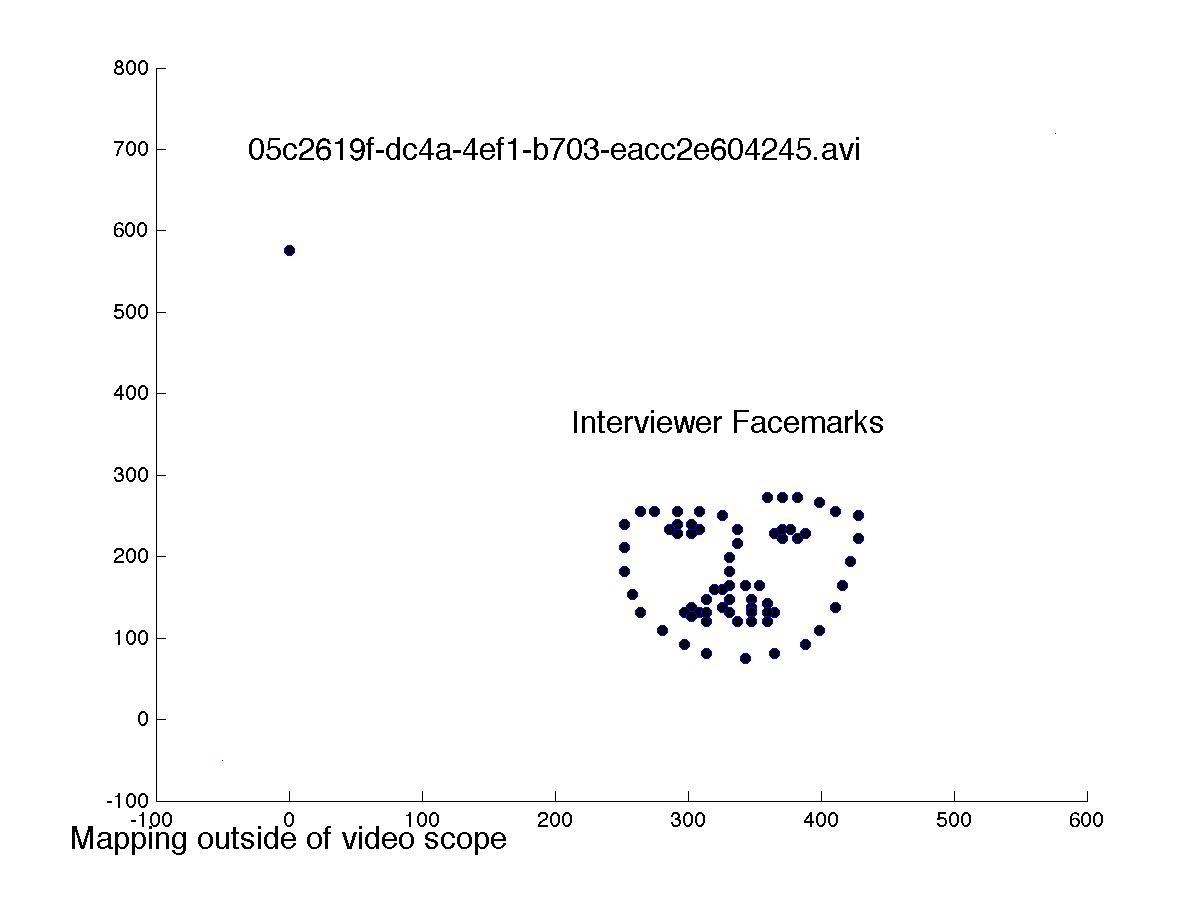 800
700
05c2619f-dc4a-4ef1-b703-eacc2e604245.avi
600
500
400
Interviewer Facemarks
300
200
100
0
-100
-100 0 100 200 300 400 500 600
Mapping outside of video scope